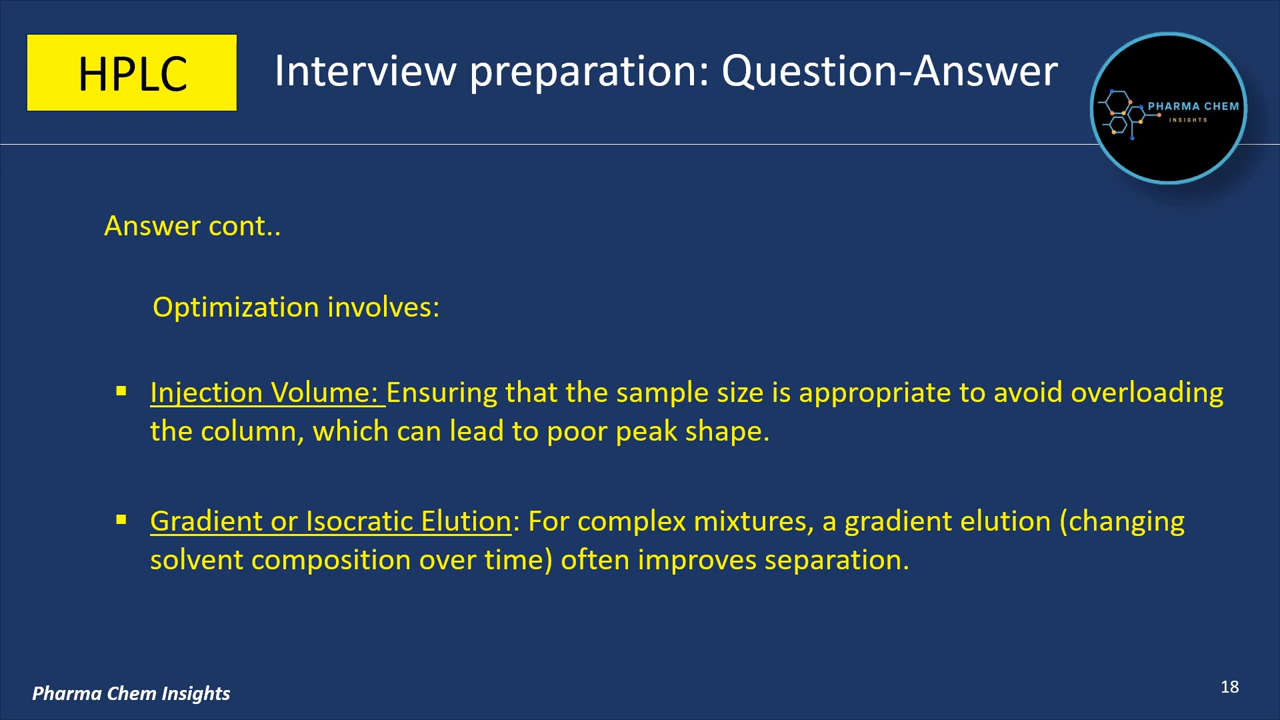 HPLC
Interview preparation: Question-Answer
PHARMA CHEM
INSIGHTS
Answer cont..
Optimization involves:
▪ Injection Volume: Ensuring that the sample size is appropriate to avoid overloading
the column, which can lead to poor peak shape.
▪ Gradient or Isocratic Elution: For complex mixtures, a gradient elution (changing
solvent composition over time) often improves separation.
Pharma Chem Insights
18